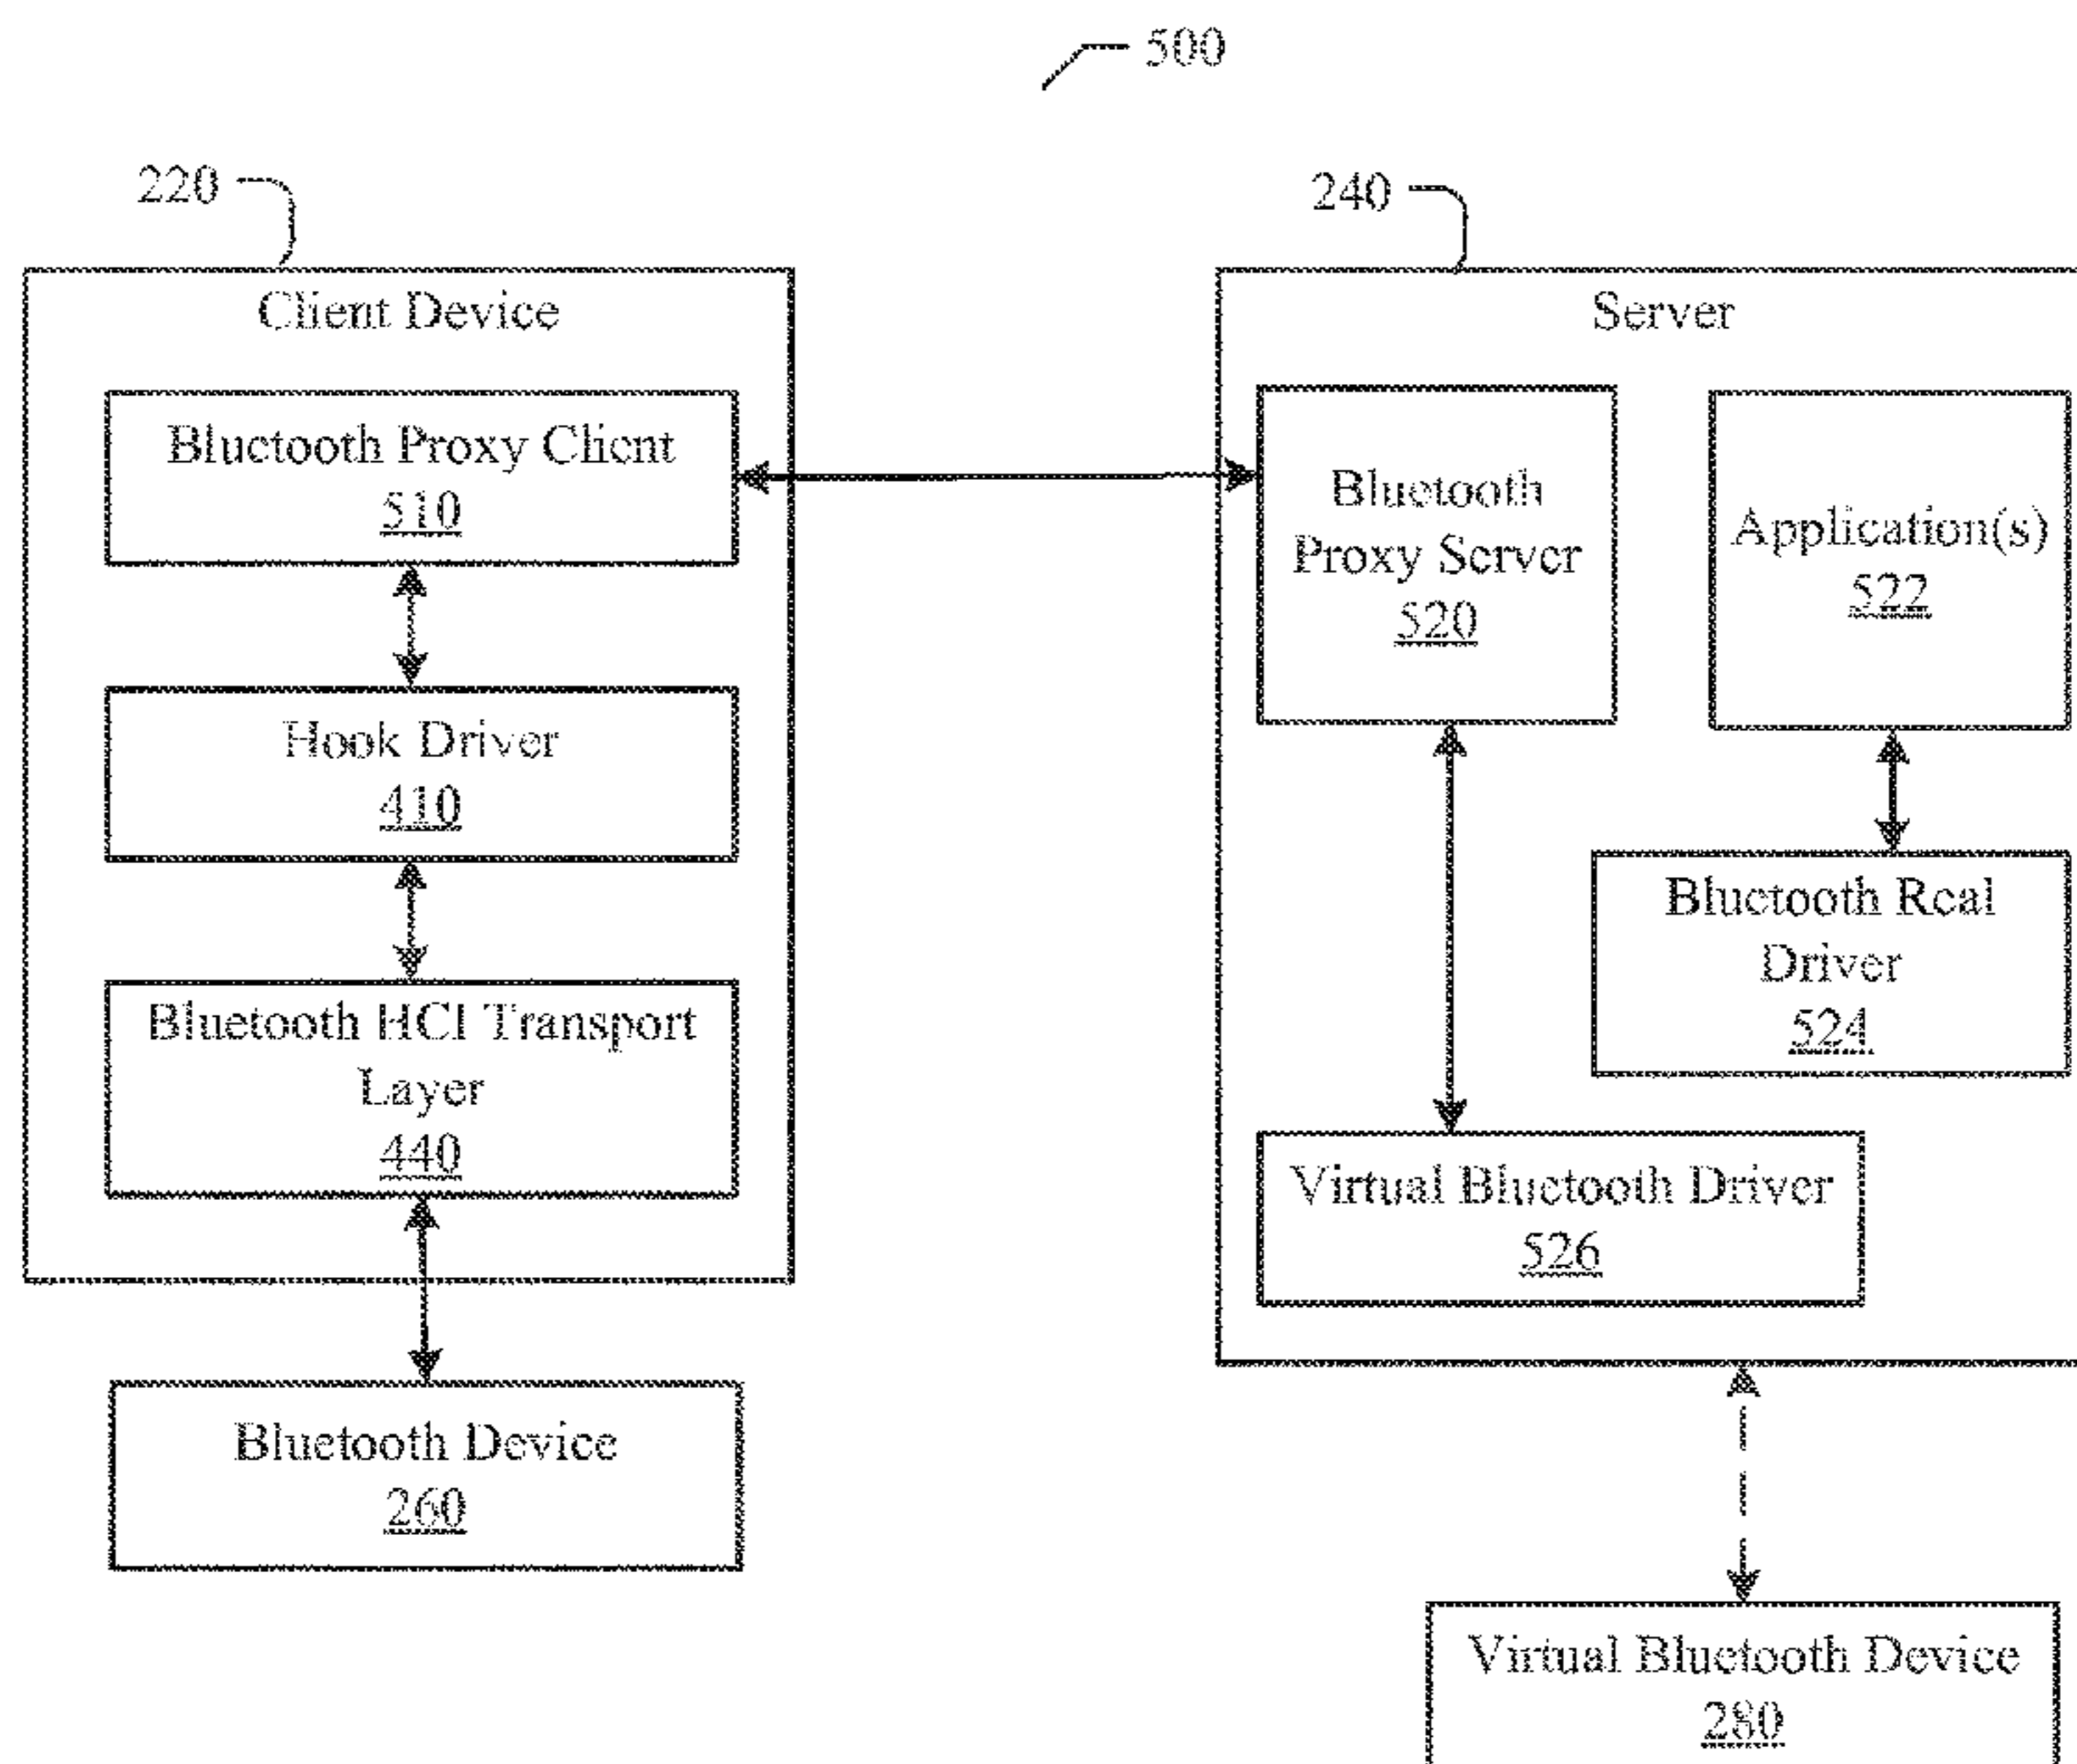 500
220
240
Client Device
Bluetooth Proxy Client
510
Hook Driver
410
Bluetooth HCI Transport
Layer
440
Bluetooth Device
260
Server
Bluetooth
Proxy Server
520
Application(s)
522
Bluetooth Real
Driver
524
Virtual Bluetooth Driver
526
Virtual Bluetooth Device
280